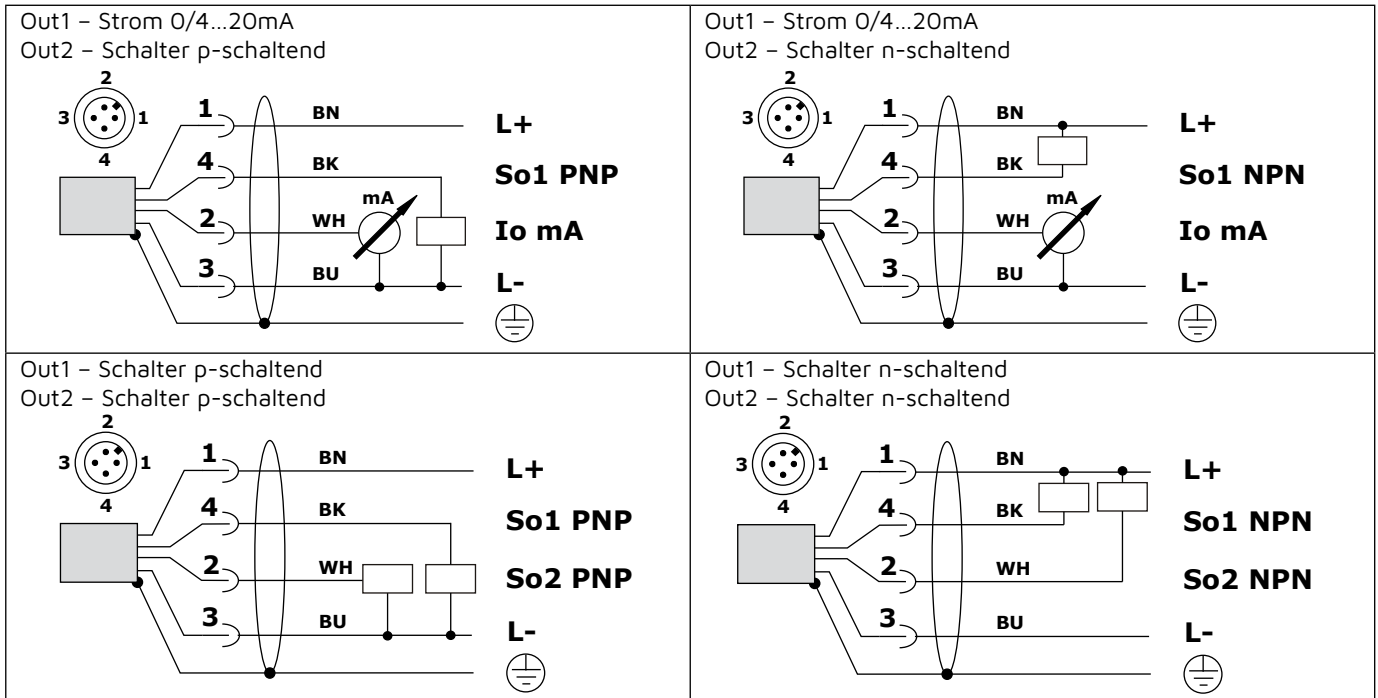 Out1 – Strom 0/4...20mA
Out2 – Schalter p-schaltend
2
3 1
4
1 BN L+
4 BK So1 PNP
mA
2 WH Io mA
3 BU L-
Out1 – Strom 0/4...20mA
Out2 – Schalter n-schaltend
2
3 1
4
1 BN L+
4 BK So1 NPN
mA
2 WH Io mA
3 BU L-
Out1 – Schalter p-schaltend
Out2 – Schalter p-schaltend
2
3 1
4
1 BN L+
4 BK So1 PNP
2 WH So2 PNP
3 BU L-
Out1 – Schalter n-schaltend
Out2 – Schalter n-schaltend
2
3 1
4
1 BN L+
4 BK So1 NPN
2 WH So2 NPN
3 BU L-